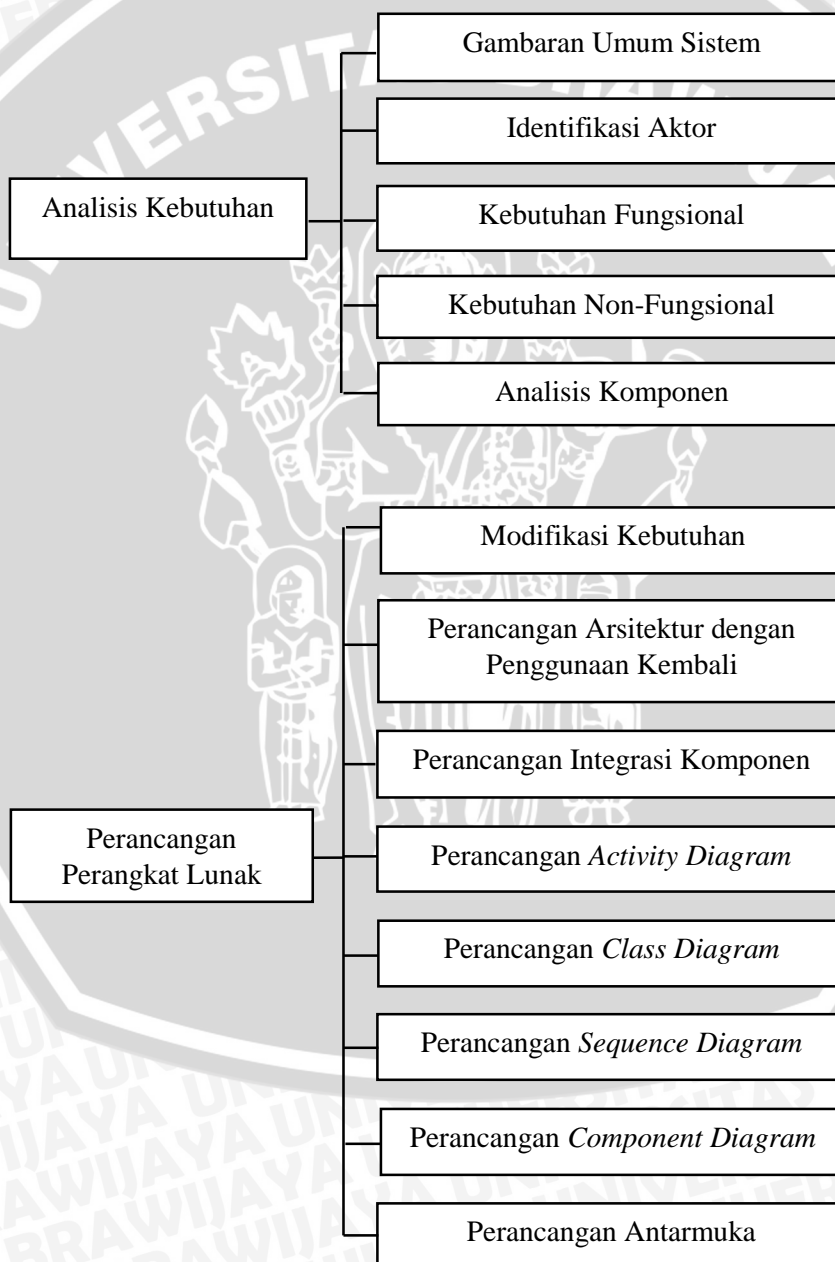 Gambaran Umum Sistem
Identifikasi Aktor
Analisis Kebutuhan
Kebutuhan Fungsional
Kebutuhan Non-Fungsional
Analisis Komponen
Modifikasi Kebutuhan
Perancangan Arsitektur dengan
Penggunaan Kembali
Perancangan Integrasi Komponen
Perancangan
Perangkat Lunak
Perancangan Activity Diagram
Perancangan Class Diagram
Perancangan Sequence Diagram
Perancangan Component Diagram
Perancangan Antarmuka